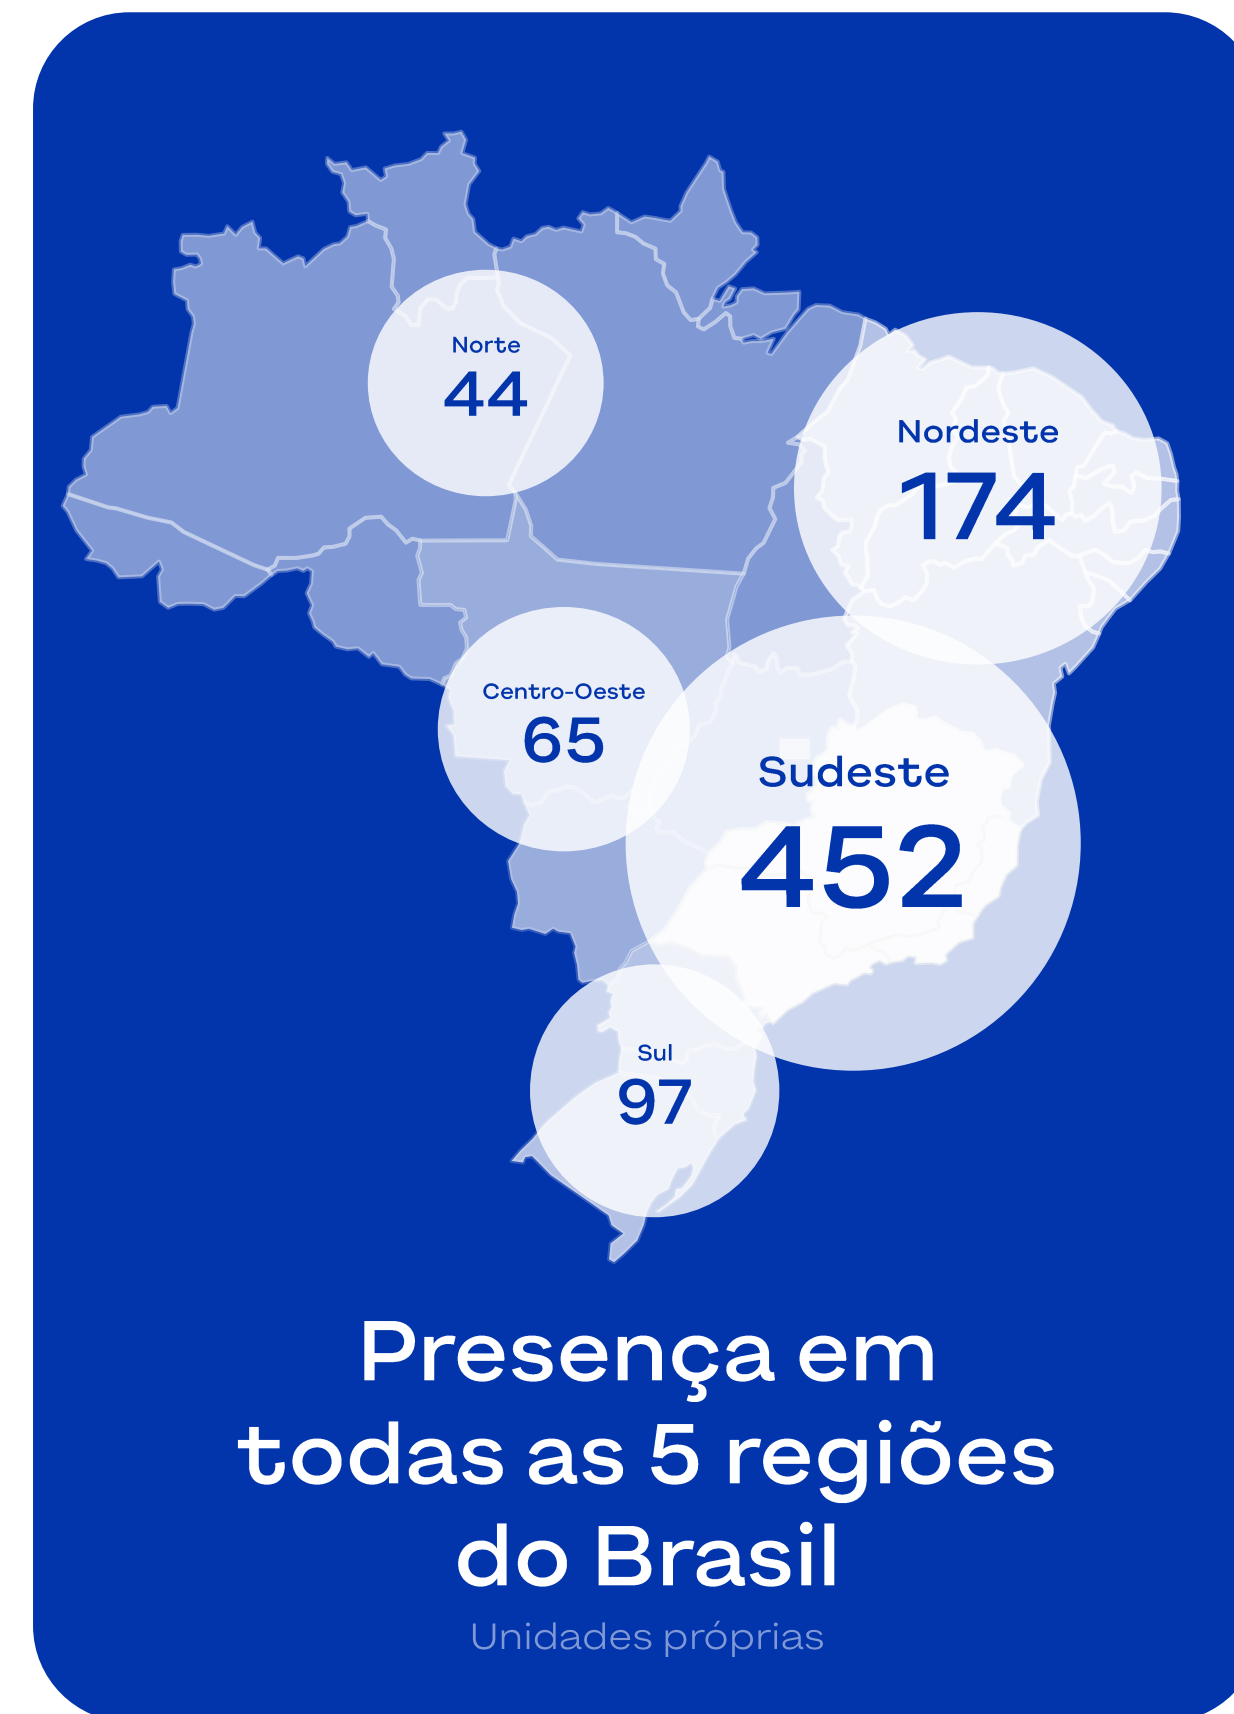 Norte
44
Nordeste
174
Centro-Oeste
65
Sudeste
452
Sul
97
Presença em
todas as 5 regiões
do Brasil
Unidades próprias